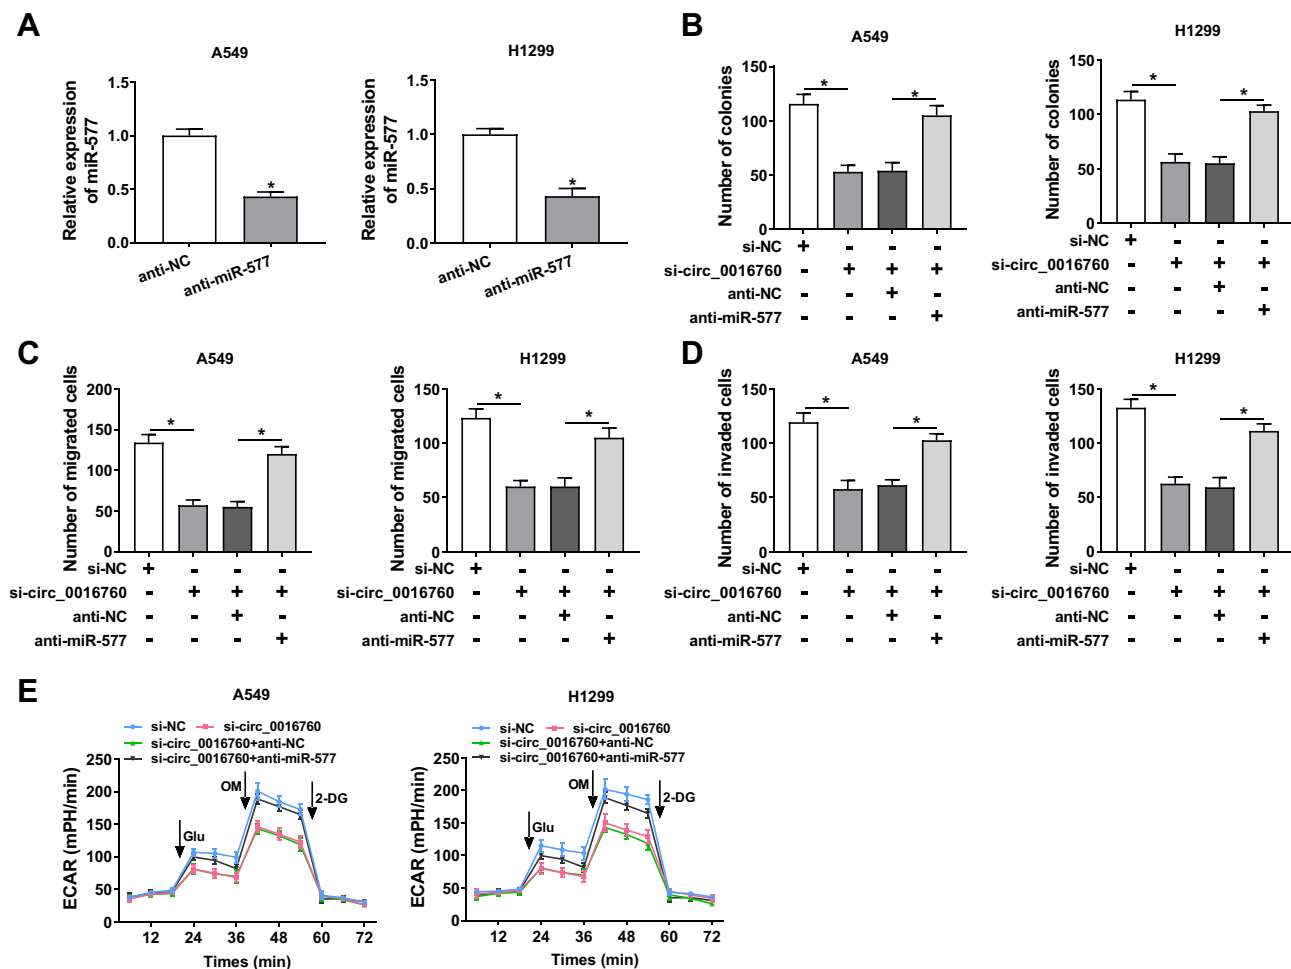 A
A549
Relative expression
of miR-577
1.5
1.0
0.5
0.0
*
anti-NC
anti-miR-577
H1299
Relative expression
of miR-577
1.5
1.0
0.5
0.0
*
anti-NC
anti-miR-577
B
A549
Number of colonies
150
100
50
0
* *
si-NC + - - -
si-circ_0016760 - + + +
anti-NC - - + -
anti-miR-577 - - - +
H1299
Number of colonies
150
100
50
0
* *
si-NC + - - -
si-circ_0016760 - + + +
anti-NC - - + -
anti-miR-577 - - - +
C
A549
Number of migrated cells
200
150
100
50
0
* *
si-NC + - - -
si-circ_0016760 - + + +
anti-NC - - + -
anti-miR-577 - - - +
H1299
Number of migrated cells
150
100
50
0
* *
si-NC + - - -
si-circ_0016760 - + + +
anti-NC - - + -
anti-miR-577 - - - +
D
A549
Number of invaded cells
150
100
50
0
* *
si-NC + - - -
si-circ_0016760 - + + +
anti-NC - - + -
anti-miR-577 - - - +
H1299
Number of invaded cells
150
100
50
0
* *
si-NC + - - -
si-circ_0016760 - + + +
anti-NC - - + -
anti-miR-577 - - - +
E
A549
si-NC si-circ_0016760
si-circ_0016760+anti-NC
si-circ_0016760+anti-miR-577
ECAR (mPH/min)
250
200
150
100
50
0
Glu
OM
2-DG
12 24 36 48 60 72
Times (min)
H1299
si-NC si-circ_0016760
si-circ_0016760+anti-NC
si-circ_0016760+anti-miR-577
ECAR (mPH/min)
250
200
150
100
50
0
Glu
OM
2-DG
12 24 36 48 60 72
Times (min)